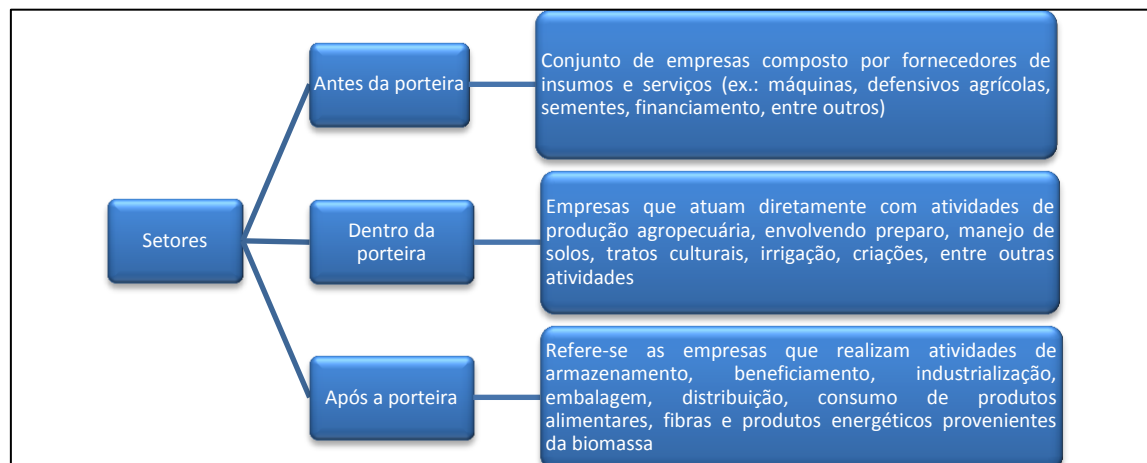 Antes da porteira
Conjunto de empresas composto por fornecedores de
insumos e serviços (ex.: máquinas, defensivos agrícolas,
sementes, financiamento, entre outros)
Setores
Dentro da
porteira
Empresas que atuam diretamente com atividades de
produção agropecuária, envolvendo preparo, manejo de
solos, tratos culturais, irrigação, criações, entre outras
atividades
Após a porteira
Refere-se as empresas que realizam atividades de
armazenamento, beneficiamento, industrialização,
embalagem, distribuição, consumo de produtos
alimentares, fibras e produtos energéticos provenientes
da biomassa